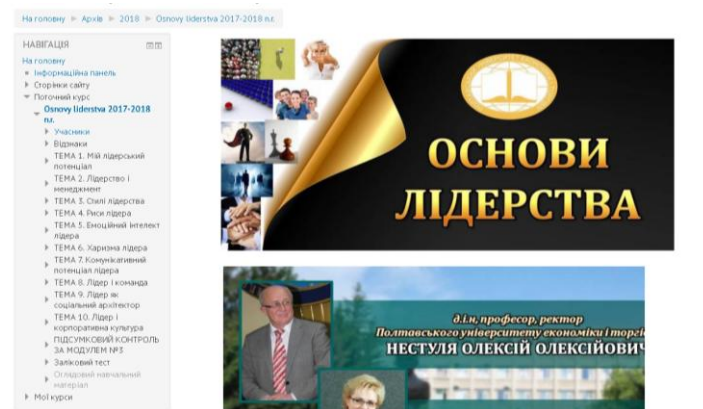 На головну ► Архів ► 2018 ► Osnovy liderstva 2017-2018 n.r.
НАВІГАЦІЯ
На головну
Інформаційна панель
Сторінки сайту
Поточний курс
Osnovy liderstva 2017-2018
n.r.
Учасники
Відзнаки
ТЕМА 1. Мій лідерський
потенціал
ТЕМА 2. Лідерство і
менеджмент
ТЕМА 3. Стилі лідерства
ТЕМА 4. Риси лідера
ТЕМА 5. Емоційний інтелект
лідера
ТЕМА 6. Харизма лідера
ТЕМА 7. Комунікативний
потенціал лідера
ТЕМА 8. Лідер і команда
ТЕМА 9. Лідер як
соціальний архітектор
ТЕМА 10. Лідер і
корпоративна культура
ПІДСУМКОВИЙ КОНТРОЛЬ
ЗА МОДУЛЕМ №3
Заліковий тест
Оглядовий навчальний
матеріал
Мої курси
ОСНОВИ
ЛІДЕРСТВА
д.і.н, професор, ректор
Полтавського університету економіки і торгів
НЕСТУЛЯ ОЛЕКСІЙ ОЛЕКСІЙОВИЧ